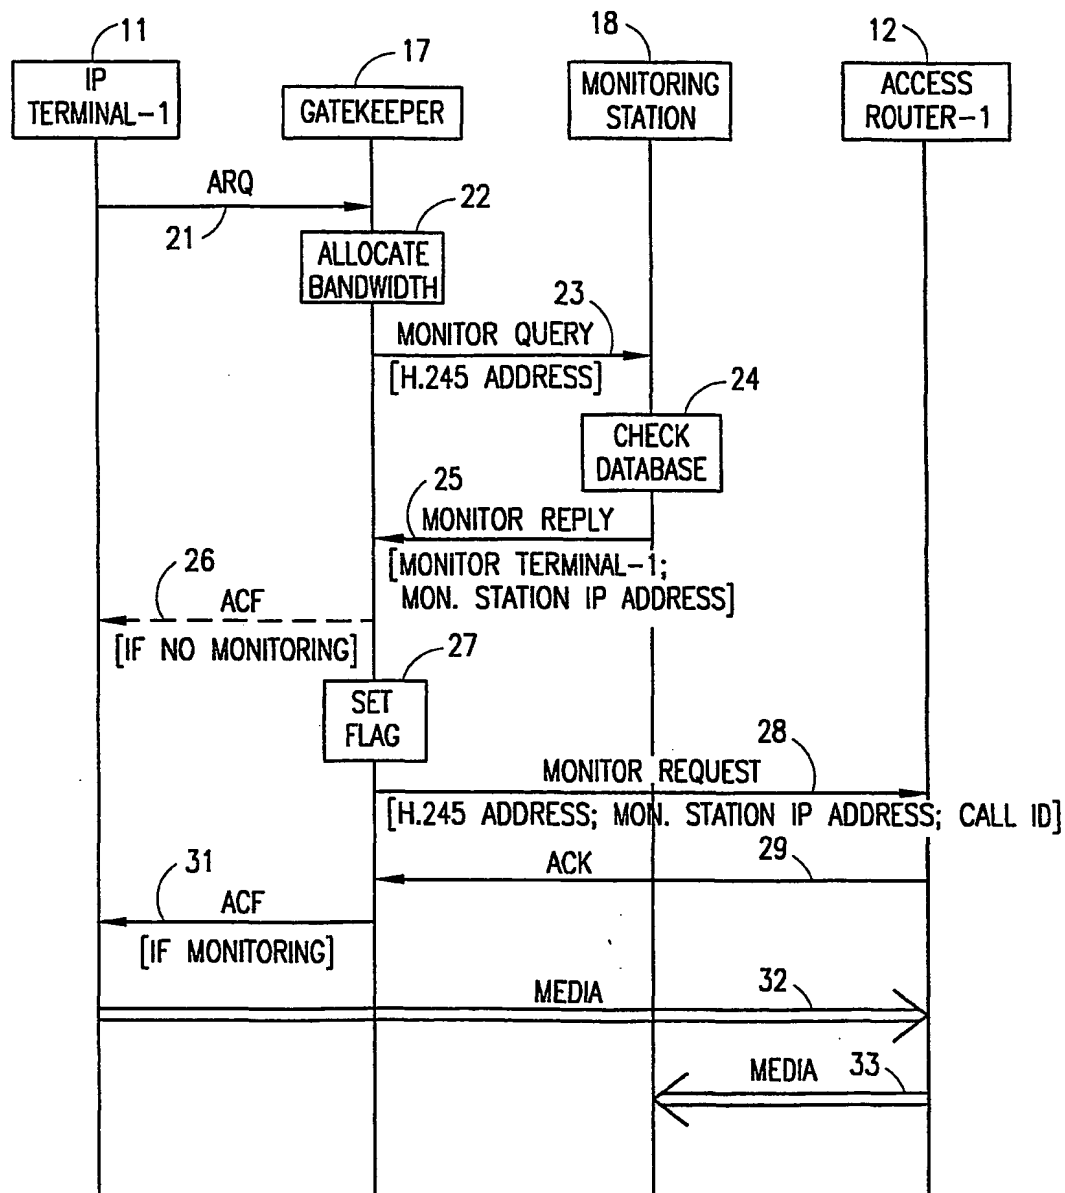 11
17
18
12
IP
TERMINAL-1
GATEKEEPER
MONITORING
STATION
ACCESS
ROUTER-1
ARQ
21
22
ALLOCATE
BANDWIDTH
23
MONITOR QUERY
[H.245 ADDRESS]
24
CHECK
DATABASE
25
MONITOR REPLY
[MONITOR TERMINAL-1;
MON. STATION IP ADDRESS]
26
ACF
[IF NO MONITORING]
27
SET
FLAG
28
MONITOR REQUEST
[H.245 ADDRESS; MON. STATION IP ADDRESS; CALL ID]
29
ACK
31
ACF
[IF MONITORING]
MEDIA
32
MEDIA
33